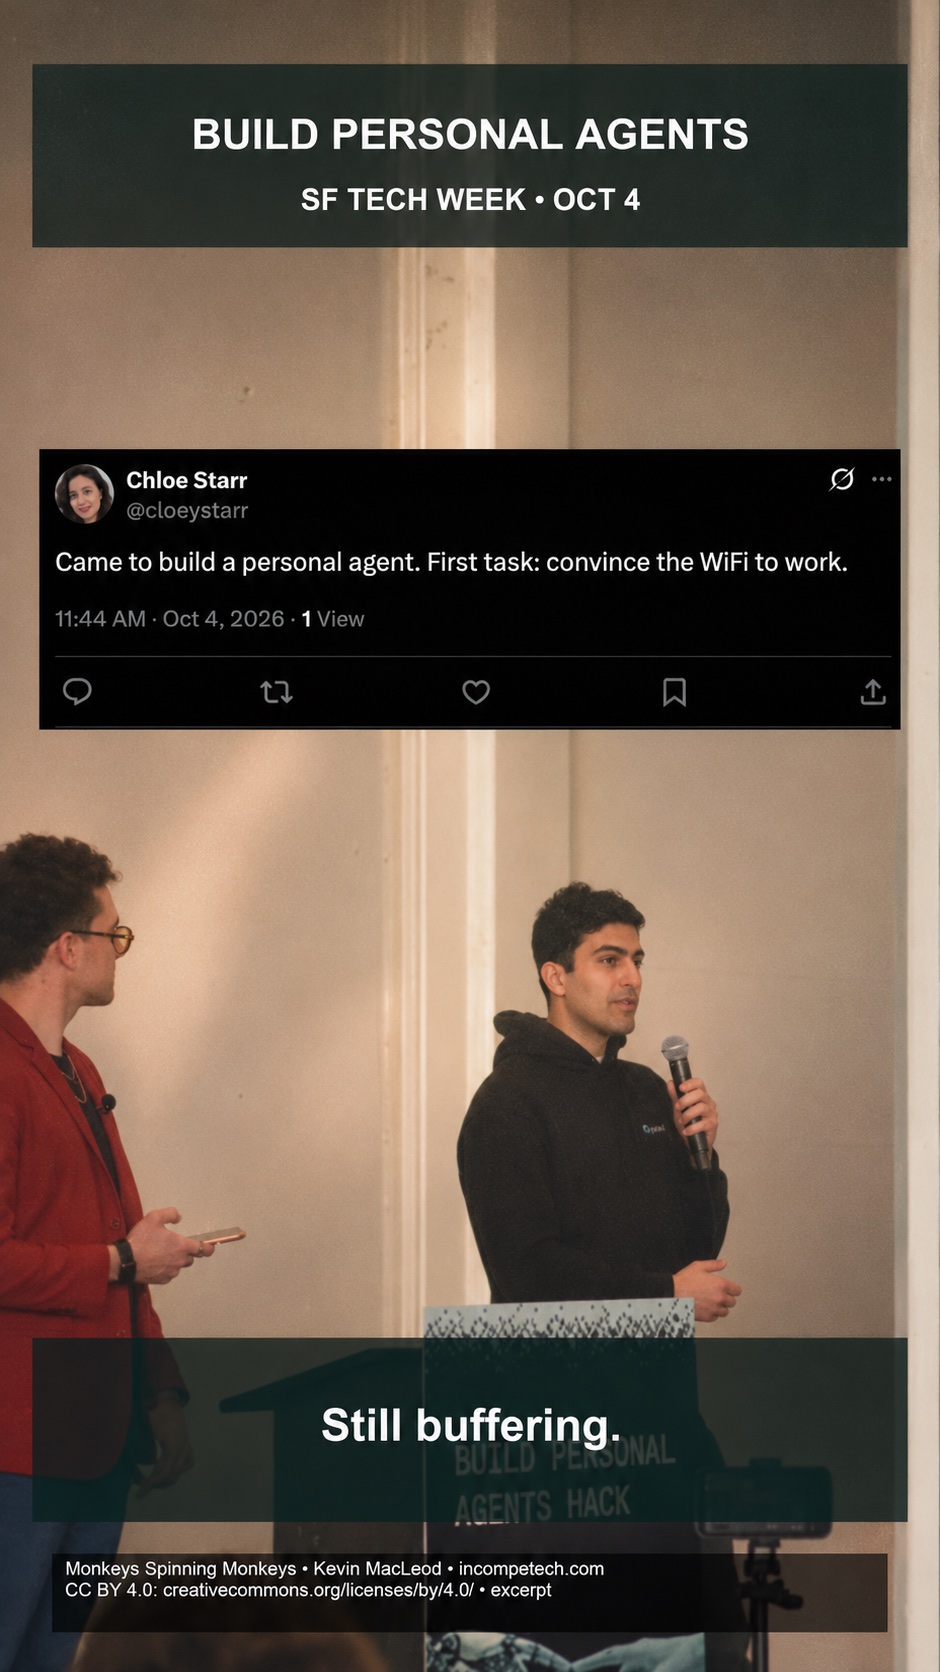 BUILD PERSONAL AGENTS
SF TECH WEEK • OCT 4
Chloe Starr
@cloeystarr
Came to build a personal agent. First task: convince the WiFi to work.
11:44 AM · Oct 4, 2026 · 1 View
Still buffering.
BUILD PERSONAL
AGENTS HACK
Monkeys Spinning Monkeys • Kevin MacLeod • incompetech.com
CC BY 4.0: creativecommons.org/licenses/by/4.0/ • excerpt